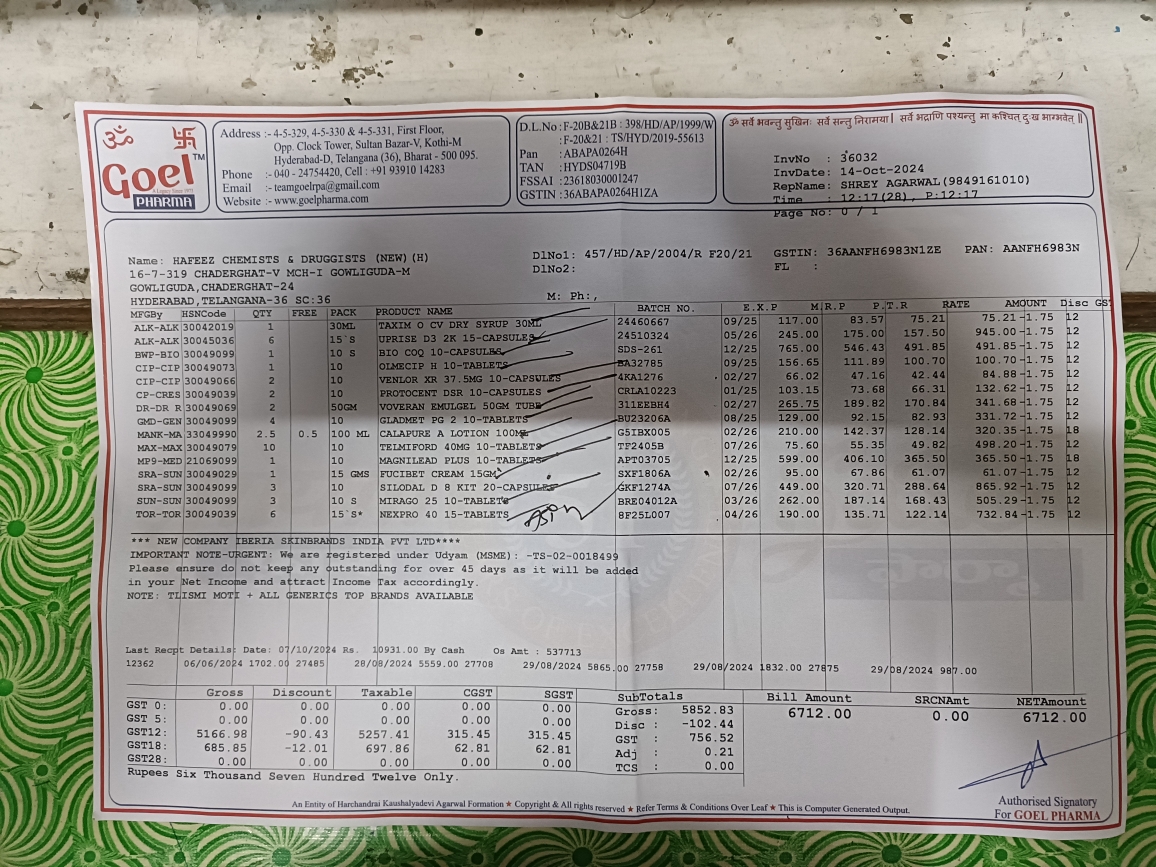 ॐ
Goel™
PHARMA
Address :- 4-5-329, 4-5-330 & 4-5-331, First Floor,
Opp. Clock Tower, Sultan Bazar-V, Kothi-M
Hyderabad-D, Telangana (36), Bharat - 500 095.
Phone :- 040 - 24754420, Cell : +91 93910 14283
Email :- teamgoelrpa@gmail.com
Website :- www.goelpharma.com
D.L.No : F-20B&21B : 398/HD/AP/1999/W
: F-20&21 : TS/HYD/2019-55613
Pan : ABAPA0264H
TAN : HYDS04719B
FSSAI : 23618030001247
GSTIN : 36ABAPA0264H1ZA
ॐ सर्वे भवन्तु सुखिनः सर्वे सन्तु निरामया। सर्वे भद्राणि पश्यन्तु मा कश्चित् दुःख भाग्भवेत् ॥
InvNo : 36032
InvDate: 14-Oct-2024
RepName: SHREY AGARWAL(9849161010)
Time : 12:17(28), P:12:17
Page No: 0 / 1
Name: HAFEEZ CHEMISTS & DRUGGISTS (NEW)(H)
16-7-319 CHADERGHAT-V MCH-I GOWLIGUDA-M
GOWLIGUDA,CHADERGHAT-24
HYDERABAD,TELANGANA-36 SC:36
M: Ph:,
DlNo1: 457/HD/AP/2004/R F20/21
DlNo2:
GSTIN: 36AANFH6983N1ZE PAN: AANFH6983N
FL :
MFGBy HSNCode QTY FREE PACK PRODUCT NAME BATCH NO. E.X.P M.R.P P.T.R RATE AMOUNT Disc GS
ALK-ALK 30042019 1 30ML TAXIM O CV DRY SYRUP 30ML 24460667 09/25 117.00 83.57 75.21 75.21 -1.75 12
ALK-ALK 30045036 6 15`S UPRISE D3 2K 15-CAPSULES 24510324 05/26 245.00 175.00 157.50 945.00 -1.75 12
BWP-BIO 30049099 1 10 S BIO COQ 10-CAPSULES SDS-261 12/25 765.00 546.43 491.85 491.85 -1.75 12
CIP-CIP 30049073 1 10 OLMECIP H 10-TABLETS BA32785 09/25 156.65 111.89 100.70 100.70 -1.75 12
CIP-CIP 30049066 2 10 VENLOR XR 37.5MG 10-CAPSULES 4KA1276 02/27 66.02 47.16 42.44 84.88 -1.75 12
CP-CRES 30049039 2 10 PROTOCENT DSR 10-CAPSULES CRLA10223 01/25 103.15 73.68 66.31 132.62 -1.75 12
DR-DR R 30049069 2 50GM VOVERAN EMULGEL 50GM TUBE 311EEBH4 02/27 265.75 189.82 170.84 341.68 -1.75 12
GMD-GEN 30049099 4 10 GLADMET PG 2 10-TABLETS BU23206A 08/25 129.00 92.15 82.93 331.72 -1.75 12
MANK-MA 33049990 2.5 0.5 100 ML CALAPURE A LOTION 100ML G5IBX005 02/26 210.00 142.37 128.14 320.35 -1.75 18
MAX-MAX 30049079 10 10 TELMIFORD 40MG 10-TABLETS TF2405B 07/26 75.60 55.35 49.82 498.20 -1.75 12
MP9-MED 21069099 1 10 MAGNILEAD PLUS 10-TABLETS APT03705 12/25 599.00 406.10 365.50 365.50 -1.75 18
SRA-SUN 30049029 1 15 GMS FUCIBET CREAM 15GM SXF1806A 02/26 95.00 67.86 61.07 61.07 -1.75 12
SRA-SUN 30049099 3 10 SILODAL D 8 KIT 20-CAPSULES GKF1274A 07/26 449.00 320.71 288.64 865.92 -1.75 12
SUN-SUN 30049099 3 10 S MIRAGO 25 10-TABLETS BRE04012A 03/26 262.00 187.14 168.43 505.29 -1.75 12
TOR-TOR 30049039 6 15`S* NEXPRO 40 15-TABLETS 8F25L007 04/26 190.00 135.71 122.14 732.84 -1.75 12
*** NEW COMPANY IBERIA SKINBRANDS INDIA PVT LTD****
IMPORTANT NOTE-URGENT: We are registered under Udyam (MSME): -TS-02-0018499
Please ensure do not keep any outstanding for over 45 days as it will be added
in your Net Income and attract Income Tax accordingly.
NOTE: TLISMI MOTI + ALL GENERICS TOP BRANDS AVAILABLE
Last Recpt Details: Date: 07/10/2024 Rs. 10931.00 By Cash Os Amt : 537713
12362 06/06/2024 1702.00 27485 28/08/2024 5559.00 27708 29/08/2024 5865.00 27758 29/08/2024 1832.00 27875 29/08/2024 987.00
Gross Discount Taxable CGST SGST
GST 0: 0.00 0.00 0.00 0.00 0.00
GST 5: 0.00 0.00 0.00 0.00 0.00
GST12: 5166.98 -90.43 5257.41 315.45 315.45
GST18: 685.85 -12.01 697.86 62.81 62.81
GST28: 0.00 0.00 0.00 0.00 0.00
SubTotals
Gross: 5852.83
Disc : -102.44
GST : 756.52
Adj : 0.21
TCS : 0.00
Bill Amount SRCNAmt NETAmount
6712.00 0.00 6712.00
Rupees Six Thousand Seven Hundred Twelve Only.
Authorised Signatory
For GOEL PHARMA
An Entity of Harchandrai Kaushalyadevi Agarwal Formation ★ Copyright & All rights reserved ★ Refer Terms & Conditions Over Leaf ★ This is Computer Generated Output.